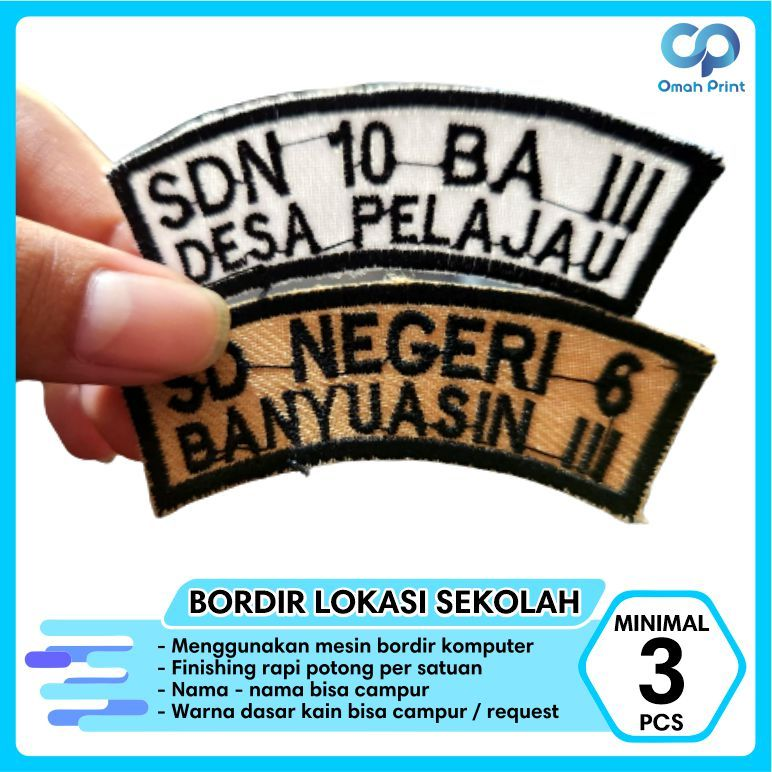 Omah Print
SDN 10 BA III
DESA PELAJAU
SD NEGERI 6
BANYUASIN III
BORDIR LOKASI SEKOLAH
- Menggunakan mesin bordir komputer
- Finishing rapi potong per satuan
- Nama - nama bisa campur
- Warna dasar kain bisa campur / request
MINIMAL
3
PCS